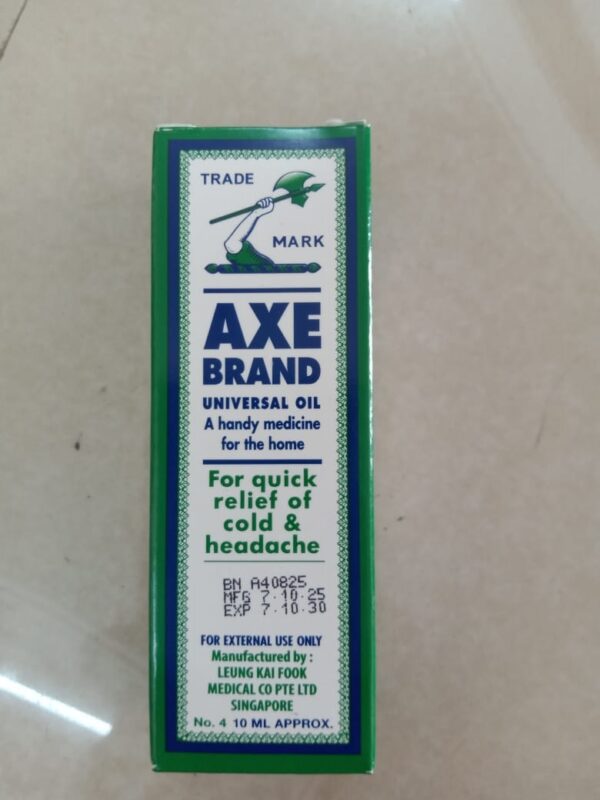 TRADE
MARK
AXE
BRAND
UNIVERSAL OIL
A handy medicine
for the home
For quick
relief of
cold &
headache
BN A40825
MFG 7·10·25
EXP 7·10·30
FOR EXTERNAL USE ONLY
Manufactured by :
LEUNG KAI FOOK
MEDICAL CO PTE LTD
SINGAPORE
No. 4 10 ML APPROX.